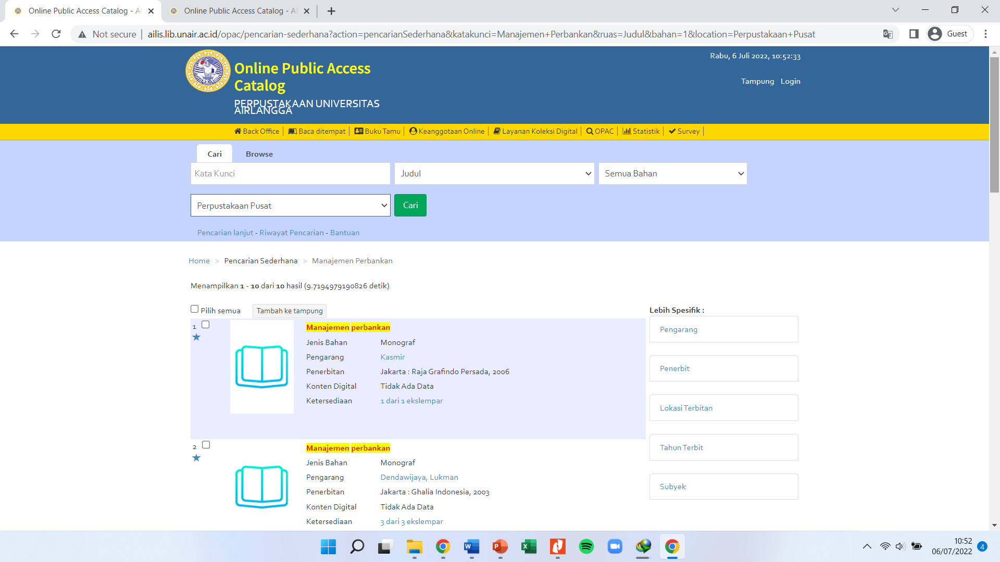 Online Public Access Catalog - A
Online Public Access Catalog - A
Not secure
ailis.lib.unair.ac.id/opac/pencarian-sederhana?action=pencarianSederhana&katakunci=Manajemen+Perbankan&ruas=Judul&bahan=1&location=Perpustakaan+Pusat
Guest
Online Public Access
Catalog
PERPUSTAKAAN UNIVERSITAS
AIRLANGGA
Rabu, 6 Juli 2022, 10:52:33
Tampung Login
Back Office
Baca ditempat
Buku Tamu
Keanggotaan Online
Layanan Koleksi Digital
OPAC
Statistik
Survey
Cari Browse
Kata Kunci
Judul
Semua Bahan
Perpustakaan Pusat
Cari
Pencarian lanjut - Riwayat Pencarian - Bantuan
Home > Pencarian Sederhana > Manajemen Perbankan
Menampilkan 1 - 10 dari 10 hasil (9.7194979190826 detik)
Pilih semua
Tambah ke tampung
1
Manajemen perbankan
Jenis Bahan Monograf
Pengarang Kasmir
Penerbitan Jakarta : Raja Grafindo Persada, 2006
Konten Digital Tidak Ada Data
Ketersediaan 1 dari 1 ekslempar
2
Manajemen perbankan
Jenis Bahan Monograf
Pengarang Dendawijaya, Lukman
Penerbitan Jakarta : Ghalia Indonesia, 2003
Konten Digital Tidak Ada Data
Ketersediaan 3 dari 3 ekslempar
Lebih Spesifik :
Pengarang
Penerbit
Lokasi Terbitan
Tahun Terbit
Subyek
10:52
06/07/2022
4